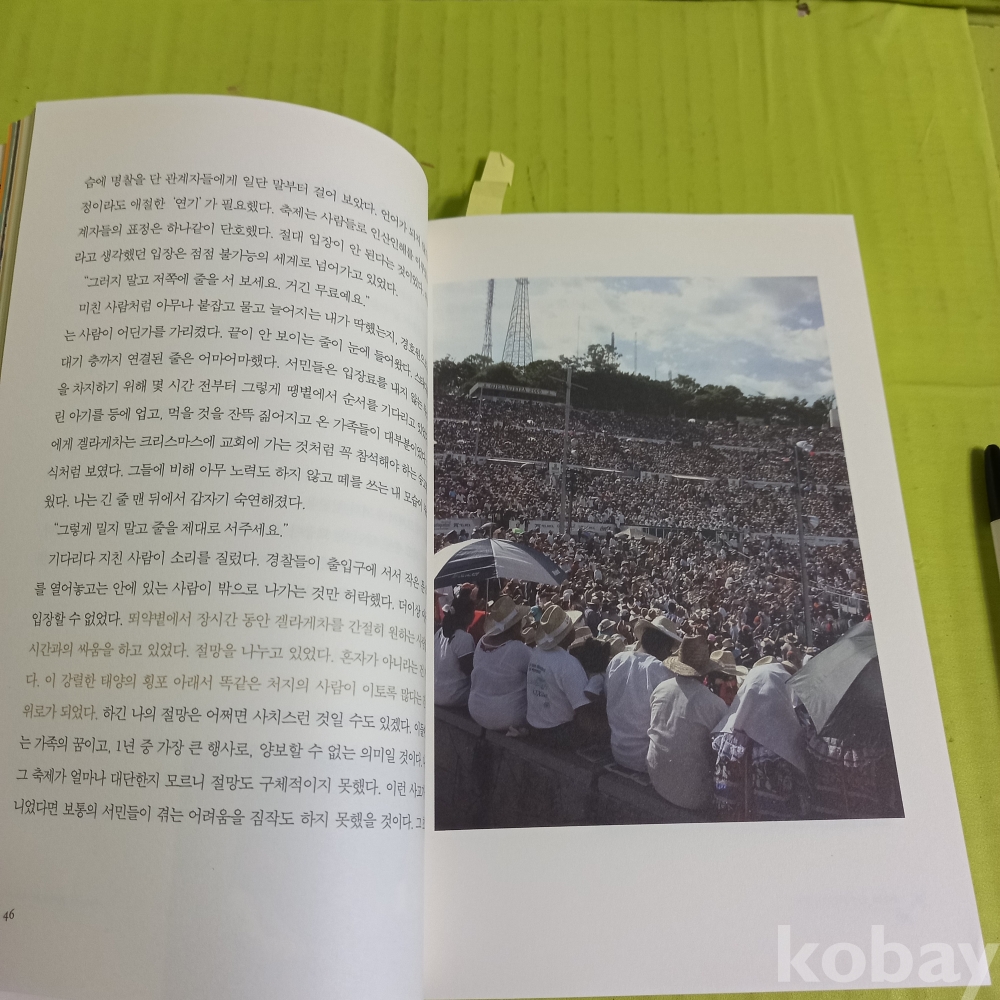 슴에 명찰을 단 관계자들에게 일단 말부터 걸어 보았다. 언어가
정이라도 애절한 '연기'가 필요했다. 축제는 사람들로 인산인해를
계자들의 표정은 하나같이 단호했다. 절대 입장이 안 된다는 것이었다.
라고 생각했던 입장은 점점 불가능의 세계로 넘어가고 있었다.
"그러지 말고 저쪽에 줄을 서 보세요. 거긴 무료예요."
미친 사람처럼 아무나 붙잡고 물고 늘어지는 내가 딱했는지,
는 사람이 어딘가를 가리켰다. 끝이 안 보이는 줄이 눈에 들어왔다.
대기 층까지 연결된 줄은 어마어마했다. 서민들은 입장료를 내지 않는
을 차지하기 위해 몇 시간 전부터 그렇게 땡볕에서 순서를 기다리고
린 아기를 등에 업고, 먹을 것을 잔뜩 짊어지고 온 가족들이
에게 겔라게차는 크리스마스에 교회에 가는 것처럼 꼭 참석해야 하는
식처럼 보였다. 그들에 비해 아무 노력도 하지 않고 떼를 쓰는 내 모습이
웠다. 나는 긴 줄 맨 뒤에서 갑자기 숙연해졌다.
"그렇게 밀지 말고 줄을 제대로 서주세요."
기다리다 지친 사람이 소리를 질렀다. 경찰들이 출입구에 서서 작은
를 열어놓고는 안에 있는 사람이 밖으로 나가는 것만 허락했다. 더이상
입장할 수 없었다. 뙤약볕에서 장시간 동안 겔라게차를 간절히 원하는
시간과의 싸움을 하고 있었다. 절망을 나누고 있었다. 혼자가 아니라는
다. 이 강렬한 태양의 횡포 아래서 똑같은 처지의 사람이 이토록 많다는
위로가 되었다. 하긴 나의 절망은 어쩌면 사치스런 것일 수도 있겠다.
는 가족의 꿈이고, 1년 중 가장 큰 행사로, 양보할 수 없는 의미일 것이다.
그 축제가 얼마나 대단한지 모르니 절망도 구체적이지 못했다. 이런
니었다면 보통의 서민들이 겪는 어려움을 짐작도 하지 못했을 것이다.
46
kobay